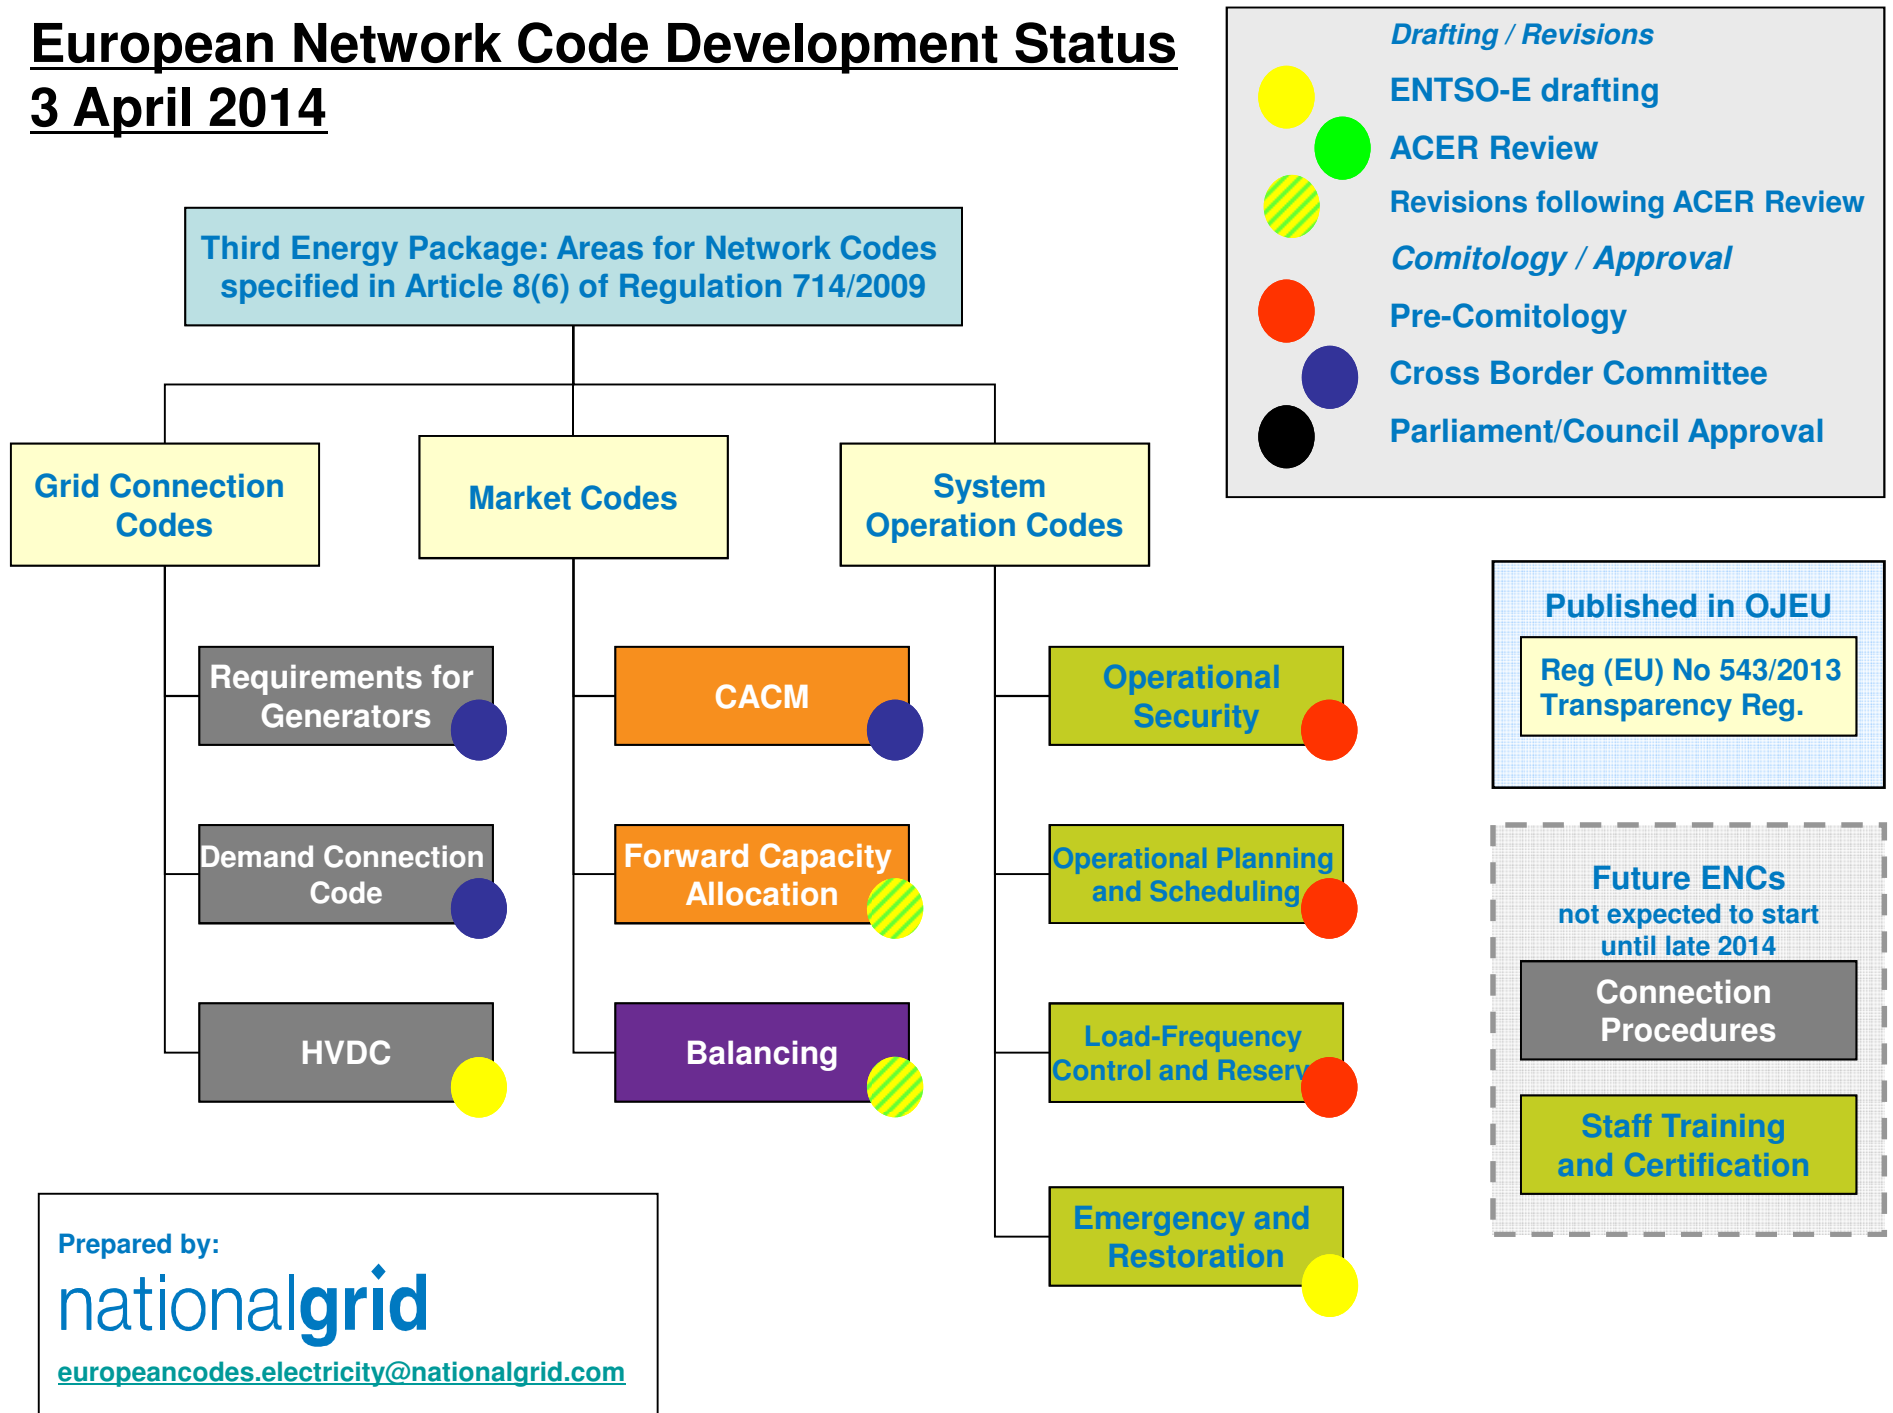 European Network Code Development Status
3 April 2014
Drafting / Revisions
ENTSO-E drafting
ACER Review
Revisions following ACER Review
Comitology / Approval
Pre-Comitology
Cross Border Committee
Parliament/Council Approval
Third Energy Package: Areas for Network Codes
specified in Article 8(6) of Regulation 714/2009
Grid Connection
Codes
Market Codes
System
Operation Codes
Requirements for
Generators
Demand Connection
Code
HVDC
CACM
Forward Capacity
Allocation
Balancing
Operational
Security
Operational Planning
and Scheduling
Load-Frequency
Control and Reserv
Emergency and
Restoration
Published in OJEU
Reg (EU) No 543/2013
Transparency Reg.
Future ENCs
not expected to start
until late 2014
Connection
Procedures
Staff Training
and Certification
Prepared by:
nationalgrid
europeancodes.electricity@nationalgrid.com